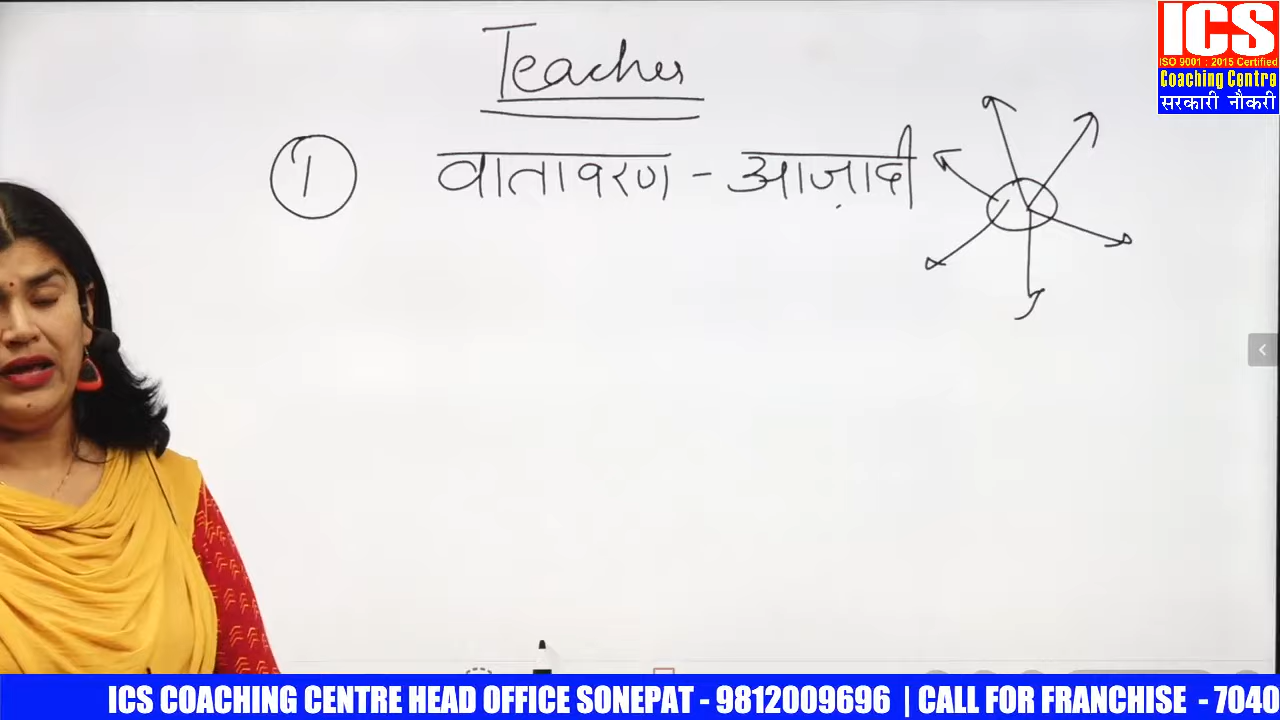 Teacher
ICS
ISO 9001 : 2015 Certified
Coaching Centre
सरकारी नौकरी
1 वातावरण - आज़ादी
ICS COACHING CENTRE HEAD OFFICE SONEPAT - 9812009696 | CALL FOR FRANCHISE - 7040